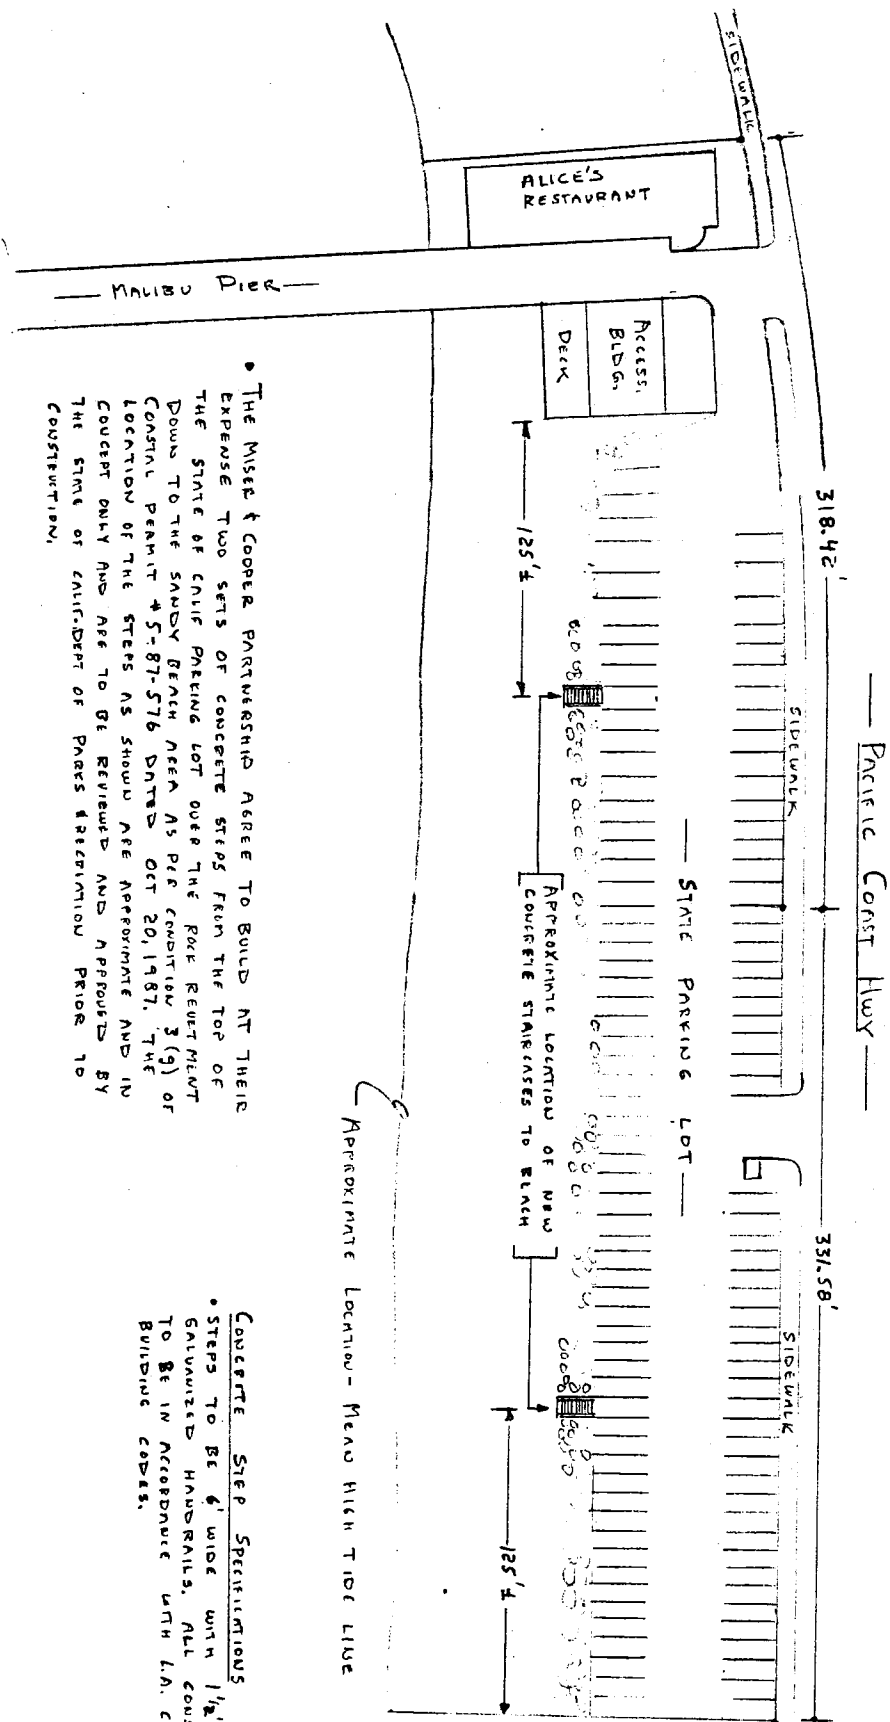 — PACIFIC COAST HWY —
318.42'
331.58'
SIDEWALK
SIDEWALK
SIDEWALK
ALICE'S
RESTAURANT
— MALIBU PIER —
ACCESS.
BLDG.
DECK
— STATE PARKING LOT —
125'±
125'±
APPROXIMATE LOCATION OF NEW
CONCRETE STAIRCASES TO BEACH
APPROXIMATE LOCATION - MEAN HIGH TIDE LINE
• THE MISER & COOPER PARTNERSHIP AGREE TO BUILD AT THEIR
EXPENSE TWO SETS OF CONCRETE STEPS FROM THE TOP OF
THE STATE OF CALIF PARKING LOT OVER THE ROCK REVETMENT
DOWN TO THE SANDY BEACH AREA AS PER CONDITION 3(g) OF
COASTAL PERMIT #5-87-576 DATED OCT 20, 1987. THE
LOCATION OF THE STEPS AS SHOWN ARE APPROXIMATE AND IN
CONCEPT ONLY AND ARE TO BE REVIEWED AND APPROVED BY
THE STATE OF CALIF. DEPT OF PARKS & RECREATION PRIOR TO
CONSTRUCTION.
CONCRETE STEP SPECIFICATIONS
• STEPS TO BE 6' WIDE WITH 1½"
GALVANIZED HANDRAILS. ALL CONS
TO BE IN ACCORDANCE WITH L.A. C
BUILDING CODES.